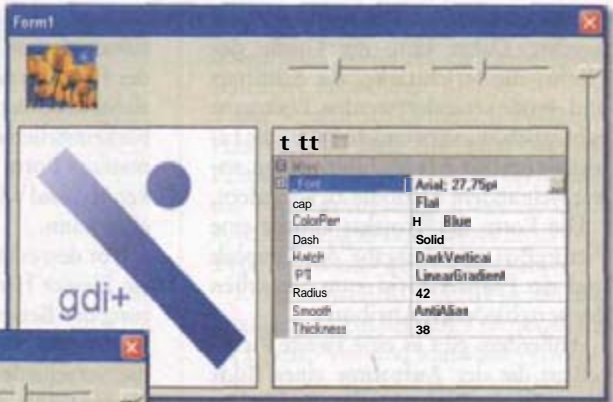 Form1
t tt
Font Arial; 27,75pt
cap Flat
ColorPen H Blue
Dash Solid
Hatch DarkVertical
LinearGradient
Radius 42
Smooth AntiAlias
Thickness 38
gdi+